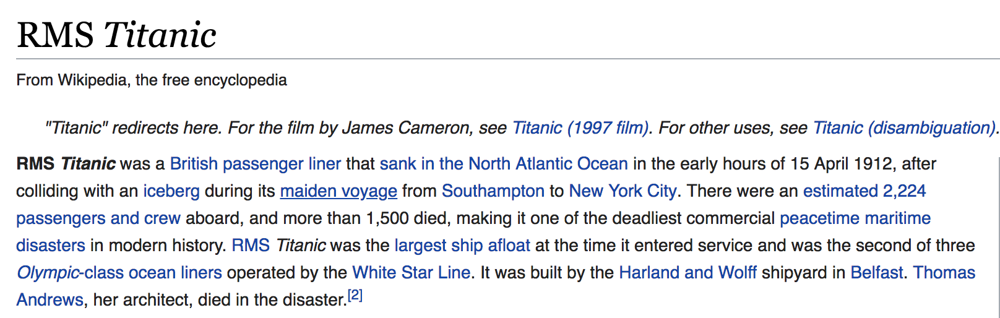 RMS Titanic
From Wikipedia, the free encyclopedia
"Titanic" redirects here. For the film by James Cameron, see Titanic (1997 film). For other uses, see Titanic (disambiguation).
RMS Titanic was a British passenger liner that sank in the North Atlantic Ocean in the early hours of 15 April 1912, after
colliding with an iceberg during its maiden voyage from Southampton to New York City. There were an estimated 2,224
passengers and crew aboard, and more than 1,500 died, making it one of the deadliest commercial peacetime maritime
disasters in modern history. RMS Titanic was the largest ship afloat at the time it entered service and was the second of three
Olympic-class ocean liners operated by the White Star Line. It was built by the Harland and Wolff shipyard in Belfast. Thomas
Andrews, her architect, died in the disaster.[2]